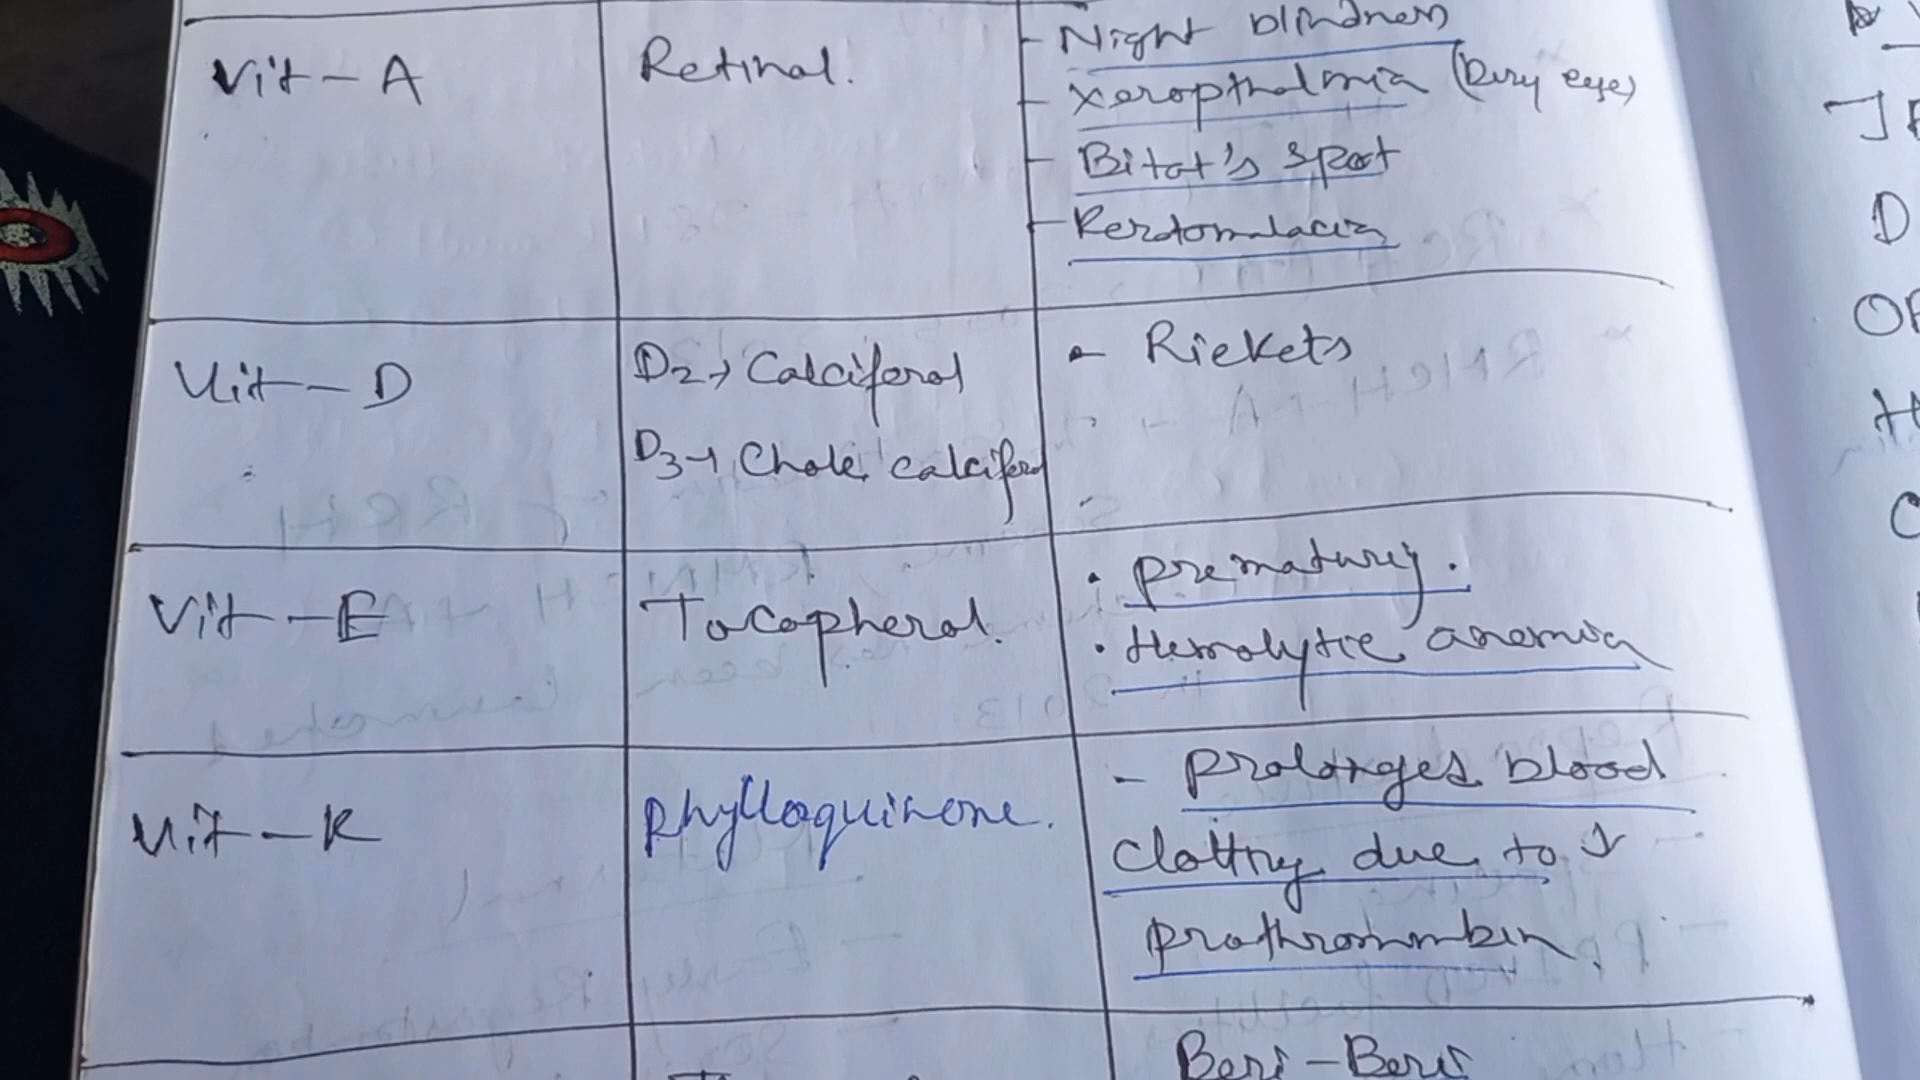 Vit - A
Retinal.
- Night blindness
- Xeropthalmia (Dry eye)
- Bitot's spot
- Keratomalacia
Vit - D
D2 → Calciferol
D3 → Chole calciferol
- Rickets
Vit - E
Tocopherol.
• Prematurity.
• Hemolytic anemia
Vit - K
Phylloquinone.
- Prolonges blood
Clotting due to ↓
prothrommbin.
Beri - Beri